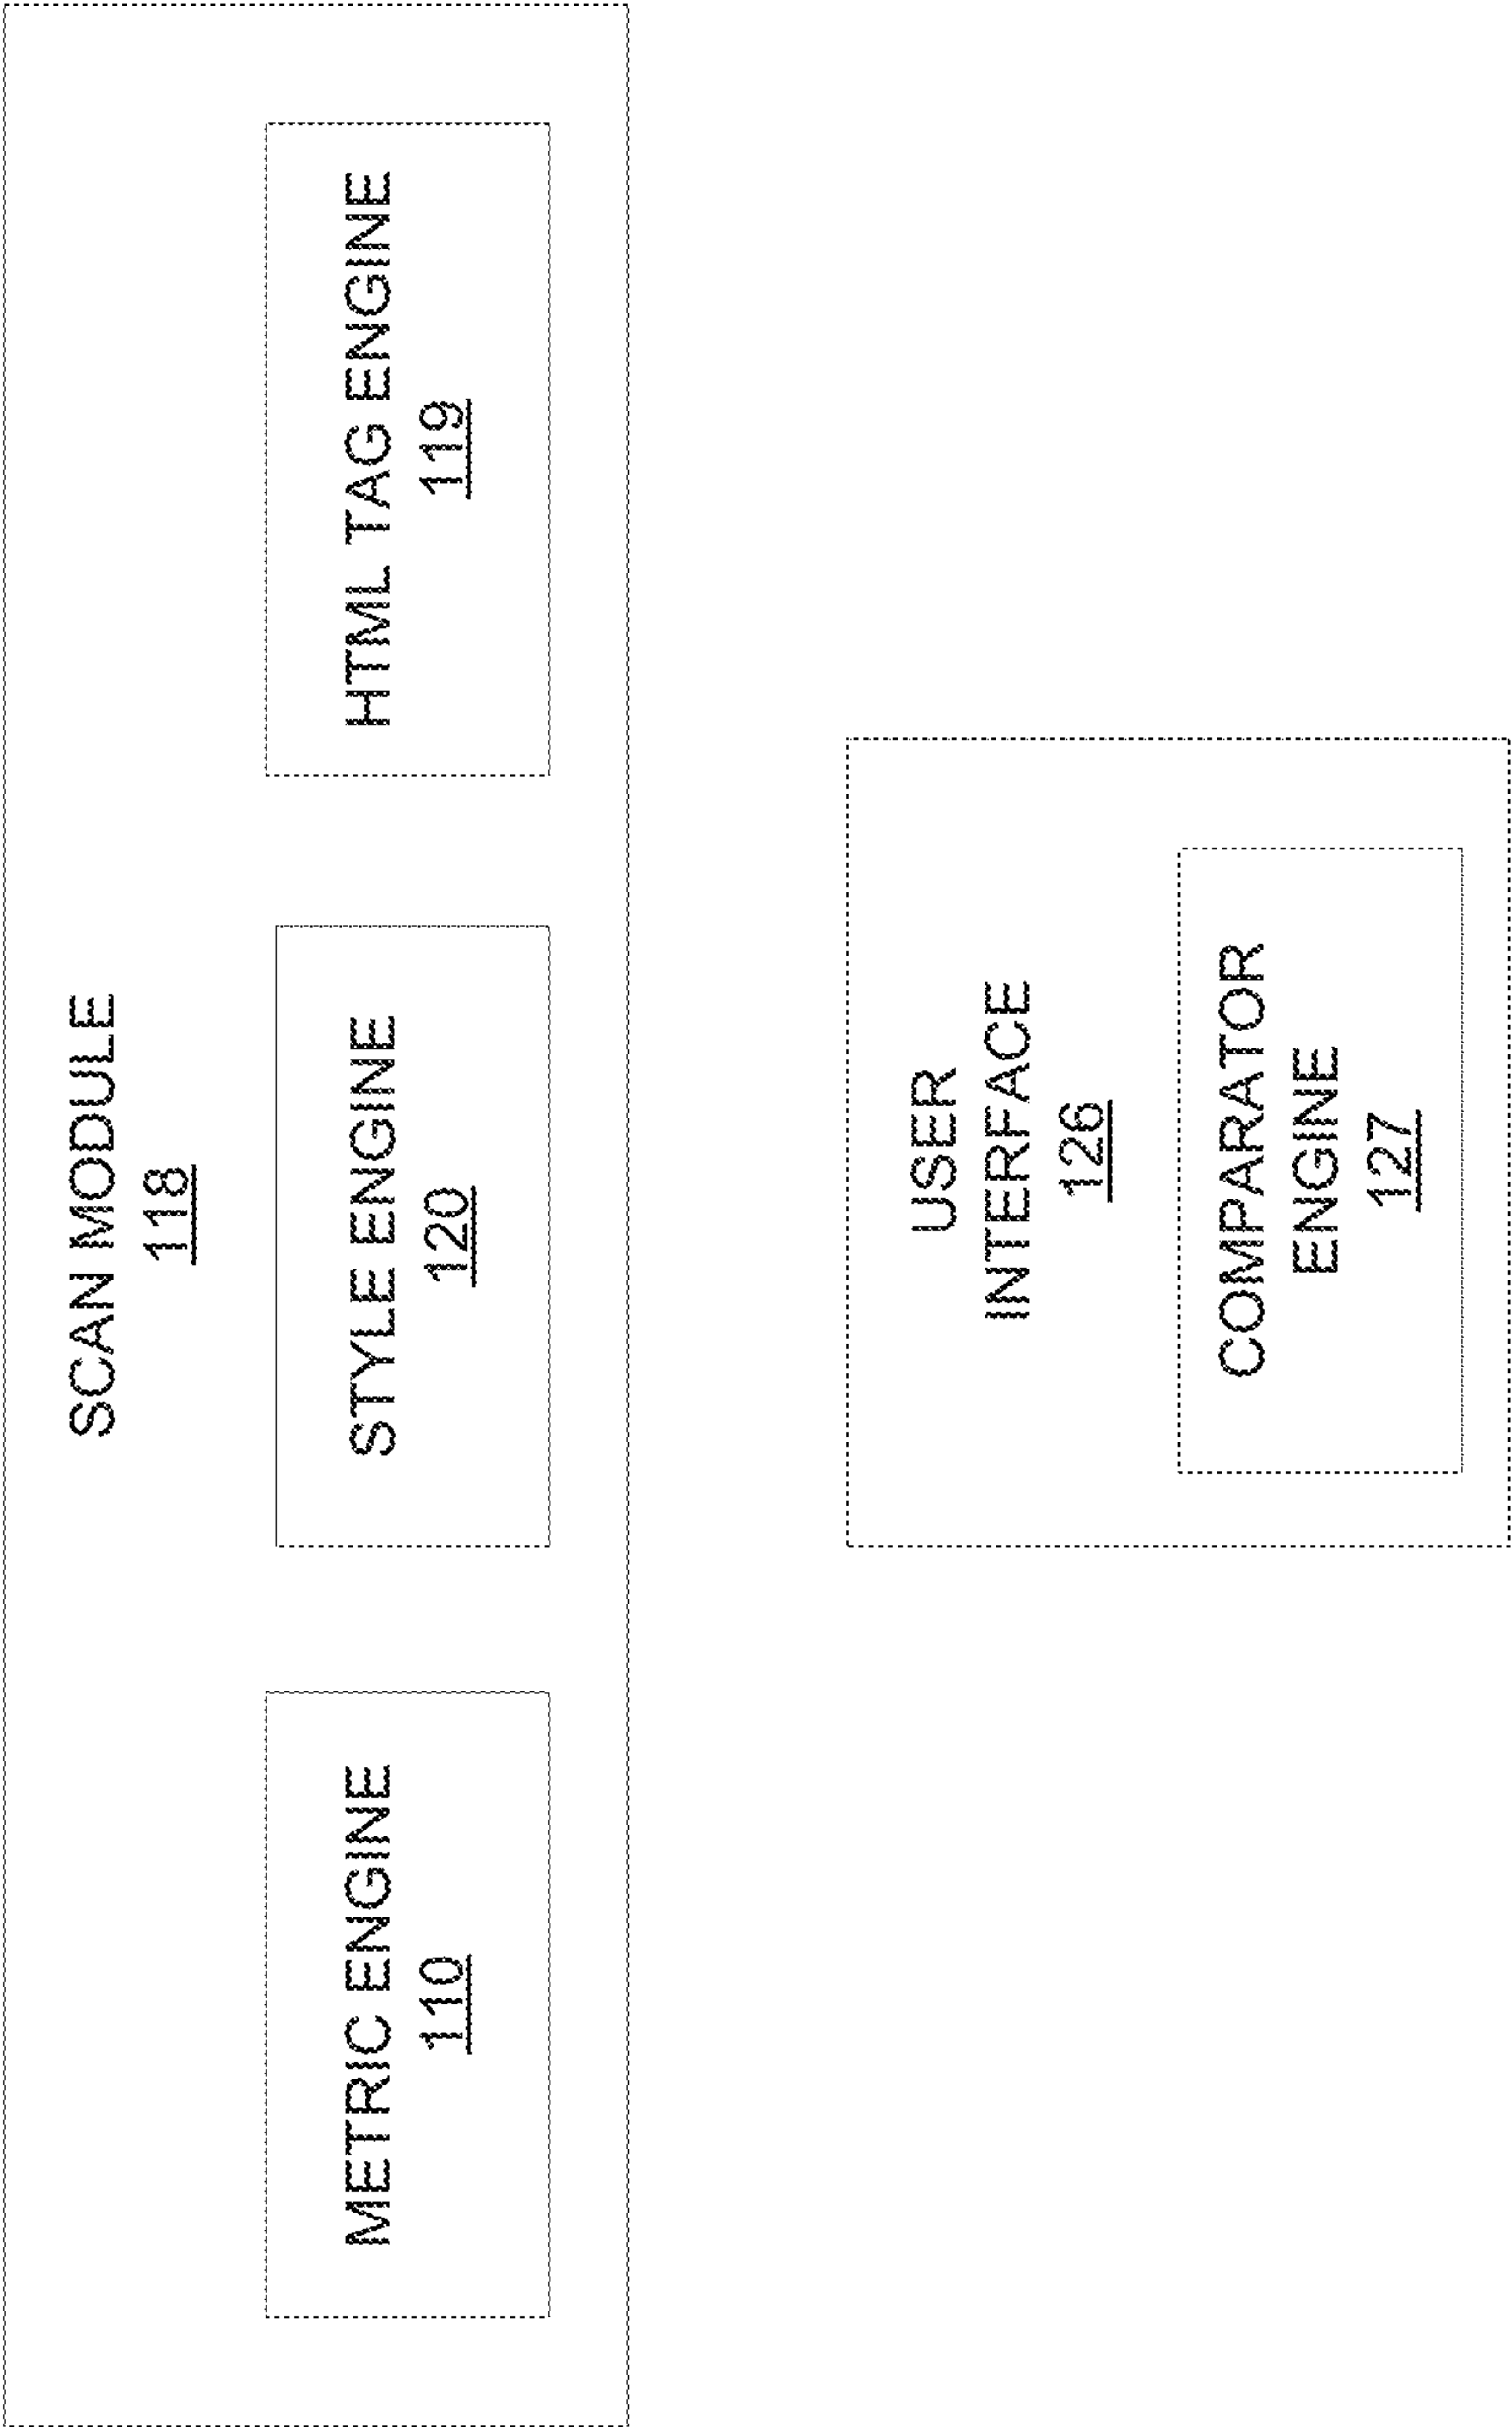 SCAN MODULE
118
METRIC ENGINE
110
STYLE ENGINE
120
HTML TAG ENGINE
119
USER
INTERFACE
126
COMPARATOR
ENGINE
127